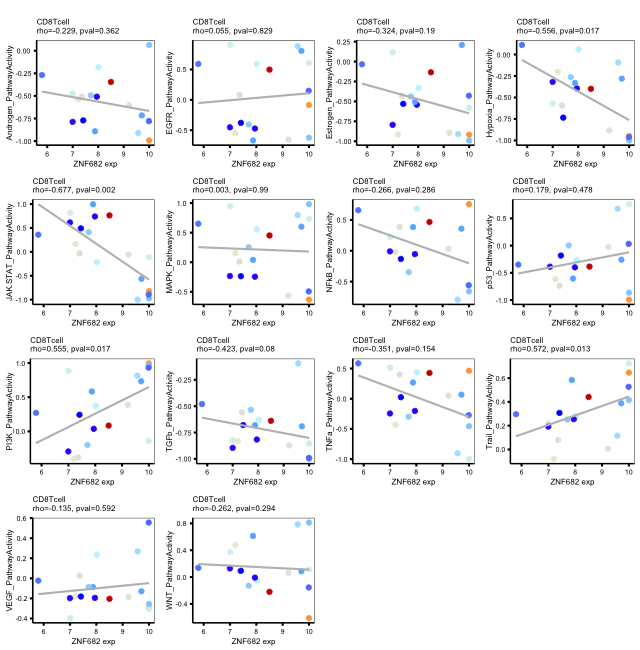 CD8Tcell
rho=-0.229, pval=0.362
Androgen_PathwayActivity
0.00
-0.25
-0.50
-0.75
-1.00
6 7 8 9 10
ZNF682 exp
CD8Tcell
rho=0.055, pval=0.829
EGFR_PathwayActivity
0.5
0.0
-0.5
6 7 8 9 10
ZNF682 exp
CD8Tcell
rho=-0.324, pval=0.19
Estrogen_PathwayActivity
0.25
0.00
-0.25
-0.50
-0.75
-1.00
6 7 8 9 10
ZNF682 exp
CD8Tcell
rho=-0.556, pval=0.017
Hypoxia_PathwayActivity
0.0
-0.5
-1.0
6 7 8 9 10
ZNF682 exp
CD8Tcell
rho=-0.677, pval=0.002
JAK-STAT_PathwayActivity
1.0
0.5
0.0
-0.5
-1.0
6 7 8 9 10
ZNF682 exp
CD8Tcell
rho=0.003, pval=0.99
MAPK_PathwayActivity
1.0
0.5
0.0
-0.5
6 7 8 9 10
ZNF682 exp
CD8Tcell
rho=-0.266, pval=0.286
NFkB_PathwayActivity
0.5
0.0
-0.5
6 7 8 9 10
ZNF682 exp
CD8Tcell
rho=0.179, pval=0.478
p53_PathwayActivity
0.5
0.0
-0.5
-1.0
6 7 8 9 10
ZNF682 exp
CD8Tcell
rho=0.555, pval=0.017
PI3K_PathwayActivity
1.0
0.5
0.0
6 7 8 9 10
ZNF682 exp
CD8Tcell
rho=-0.423, pval=0.08
TGFb_PathwayActivity
-0.25
-0.50
-0.75
-1.00
6 7 8 9 10
ZNF682 exp
CD8Tcell
rho=-0.351, pval=0.154
TNFa_PathwayActivity
0.5
0.0
-0.5
-1.0
6 7 8 9 10
ZNF682 exp
CD8Tcell
rho=0.572, pval=0.013
Trail_PathwayActivity
0.6
0.4
0.2
0.0
6 7 8 9 10
ZNF682 exp
CD8Tcell
rho=-0.135, pval=0.592
VEGF_PathwayActivity
0.6
0.4
0.2
0.0
-0.2
-0.4
6 7 8 9 10
ZNF682 exp
CD8Tcell
rho=-0.262, pval=0.294
WNT_PathwayActivity
0.8
0.4
0.0
-0.4
6 7 8 9 10
ZNF682 exp